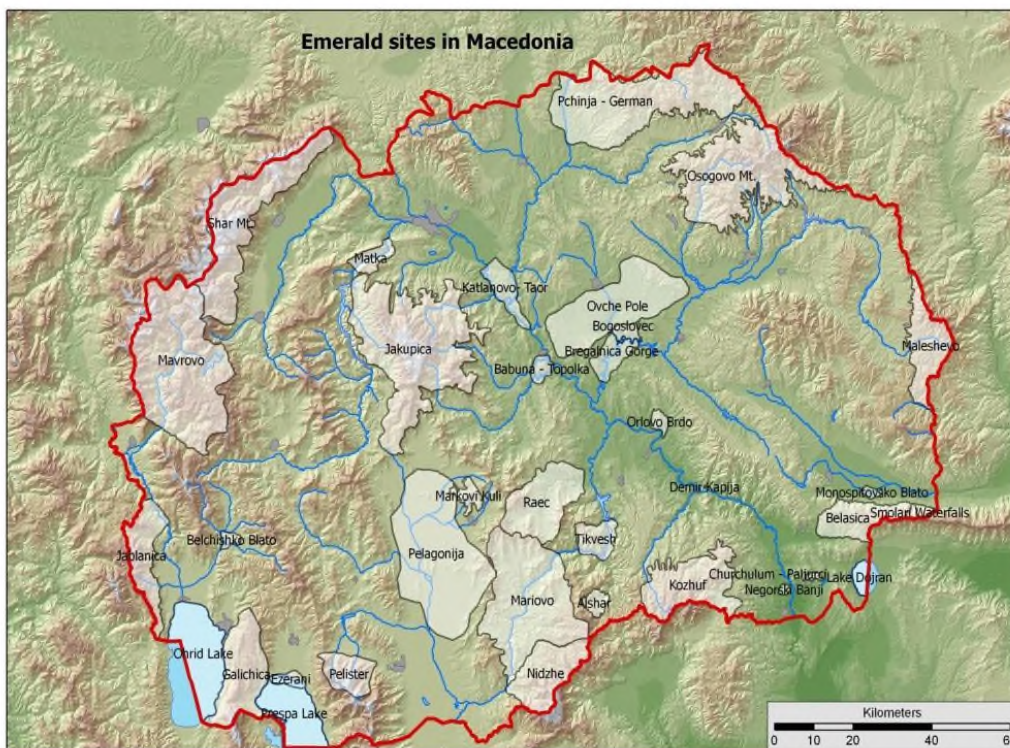 Emerald sites in Macedonia
Pchinja - German
Osogovo Mt.
Shar Mt.
Matka
Katlanovo- Taor
Ovche Pole
Bogoslovec
Maleshevo
Mavrovo
Jakupica
Bregalnica Gorge
Babuna - Topolka
Orlovo Brdo
Demir Kapija
Monospitovsko Blato
Markovi Kuli
Raec
Smolari Waterfalls
Belasica
Belchishko Blato
Tikvesh
Jablanica
Pelagonija
Churchulum - Paljurci
Lake Dojran
Kozhuf
Negorski Banji
Mariovo
Alshar
Ohrid Lake
Galichica
Ezerani
Pelister
Nidzhe
Prespa Lake
Kilometers
0 10 20 40 6